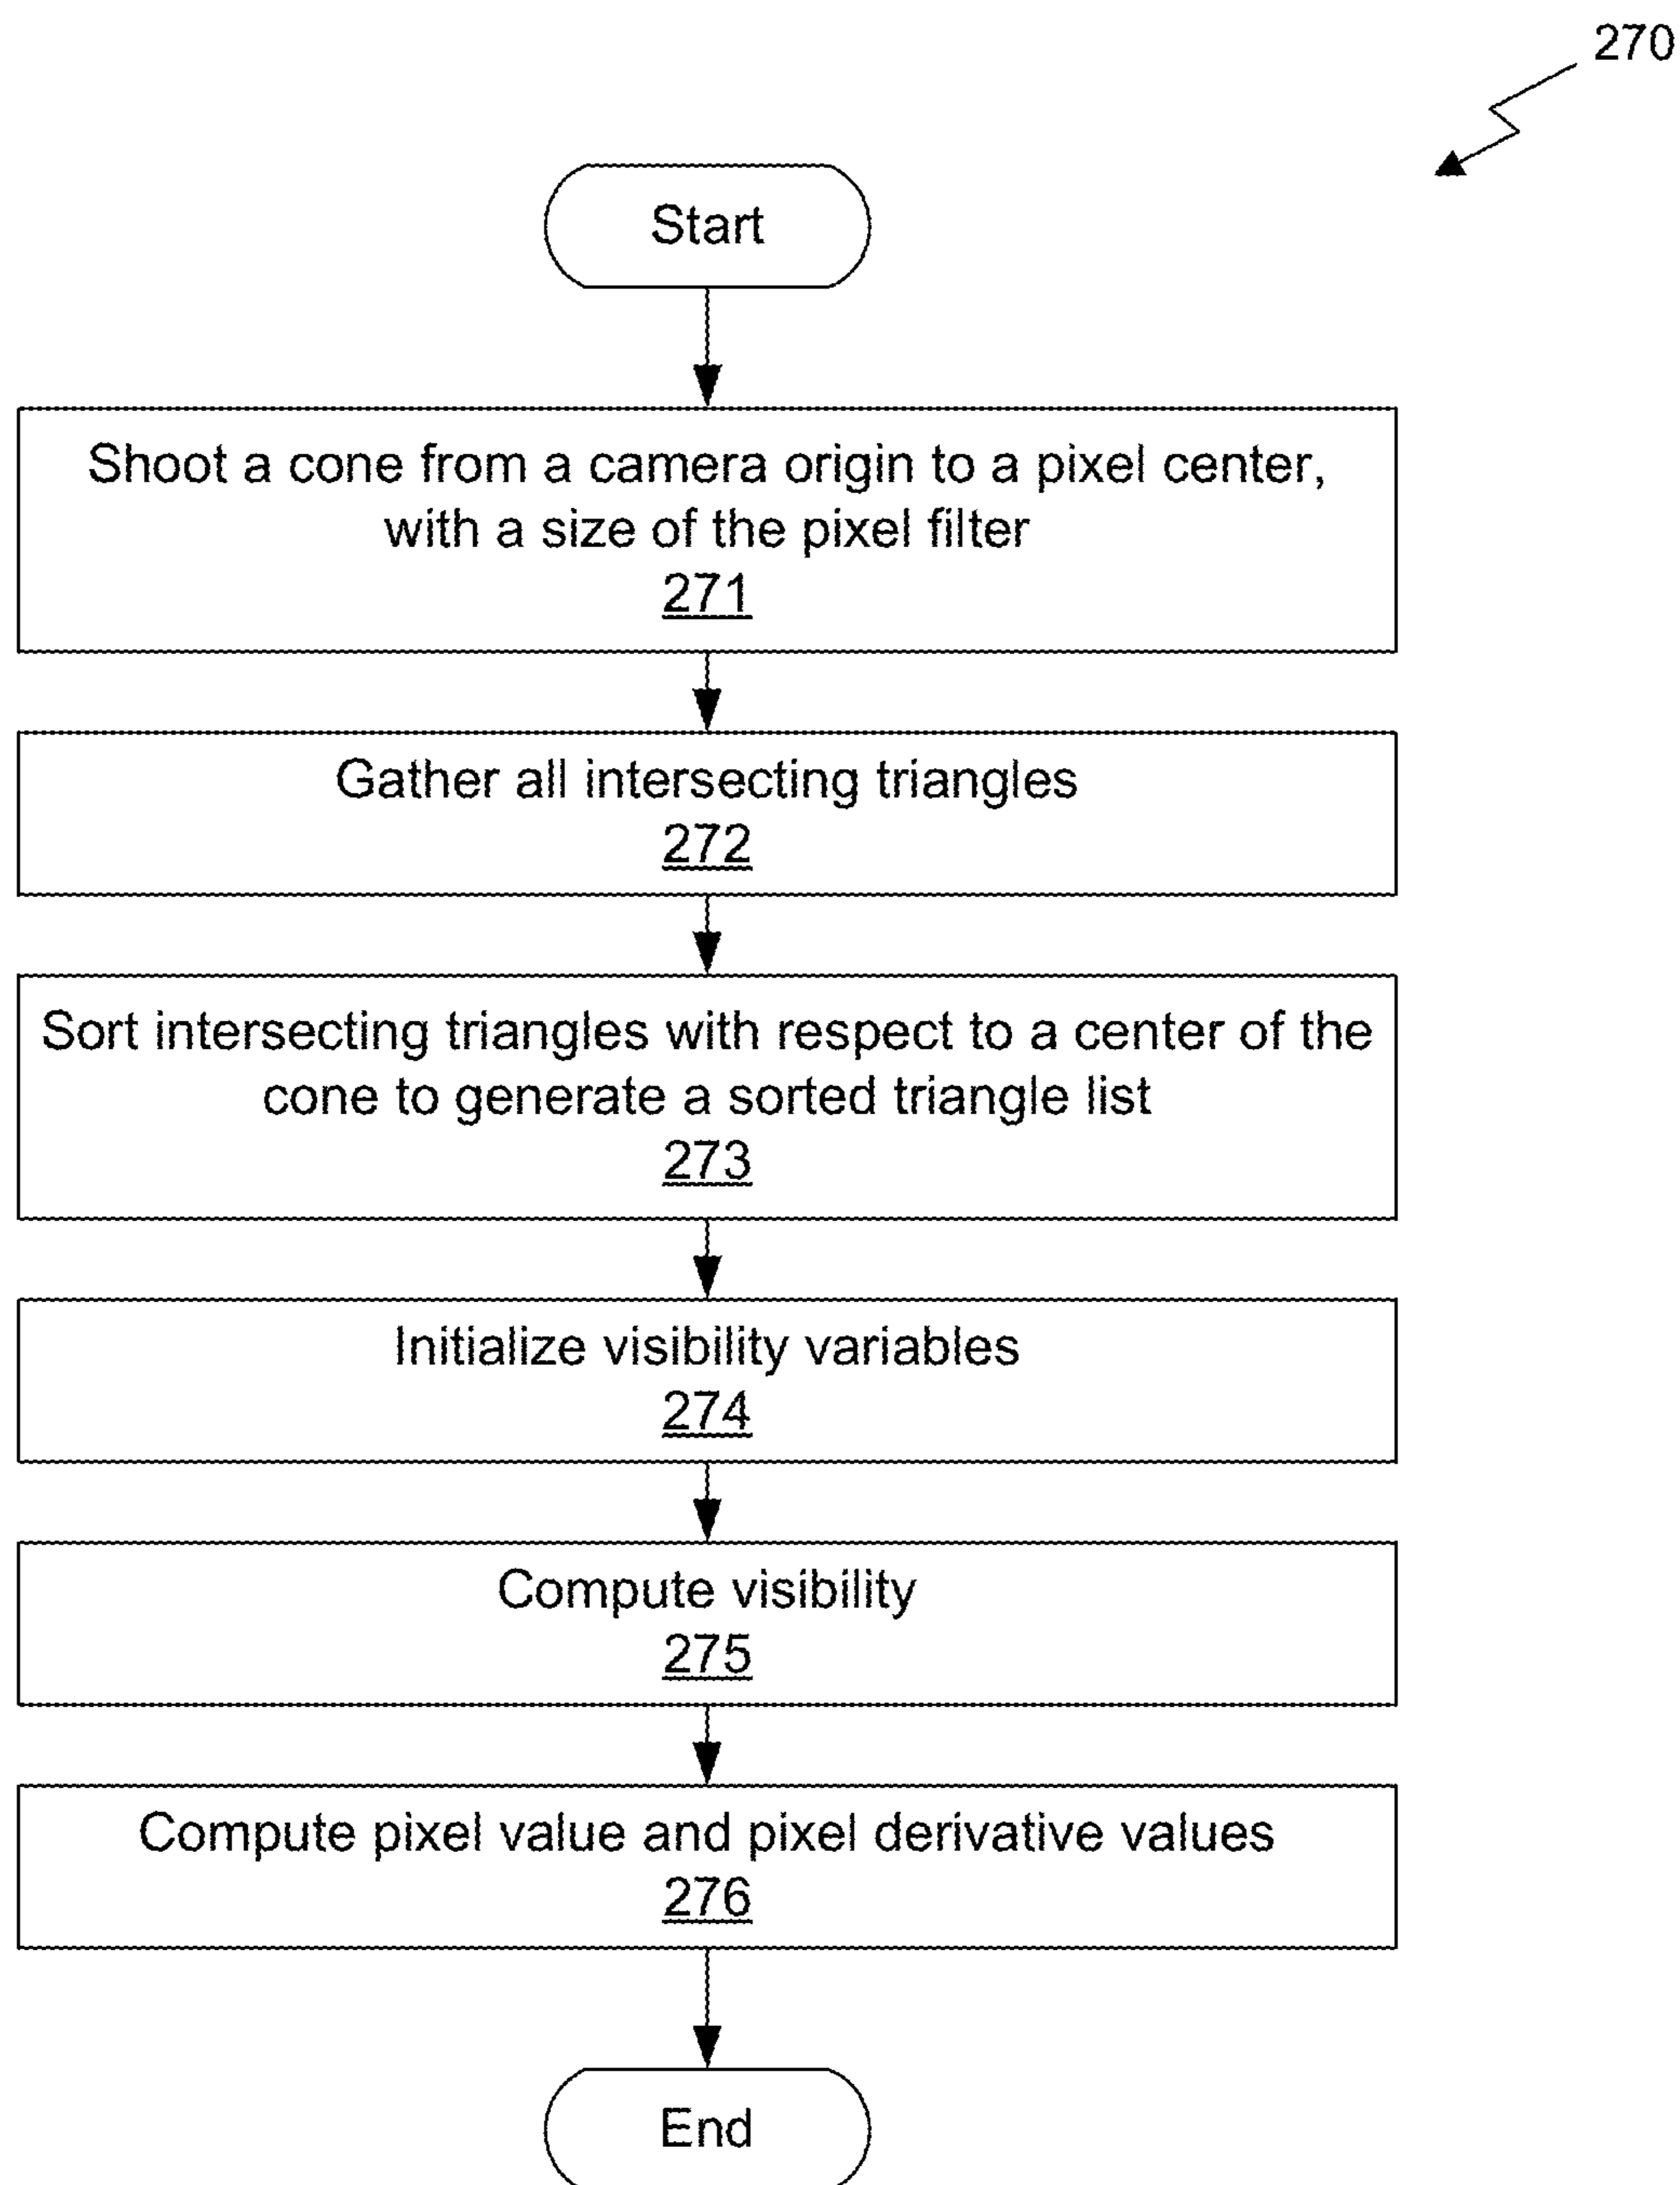 270
Start
Shoot a cone from a camera origin to a pixel center,
with a size of the pixel filter
271
Gather all intersecting triangles
272
Sort intersecting triangles with respect to a center of the
cone to generate a sorted triangle list
273
Initialize visibility variables
274
Compute visibility
275
Compute pixel value and pixel derivative values
276
End